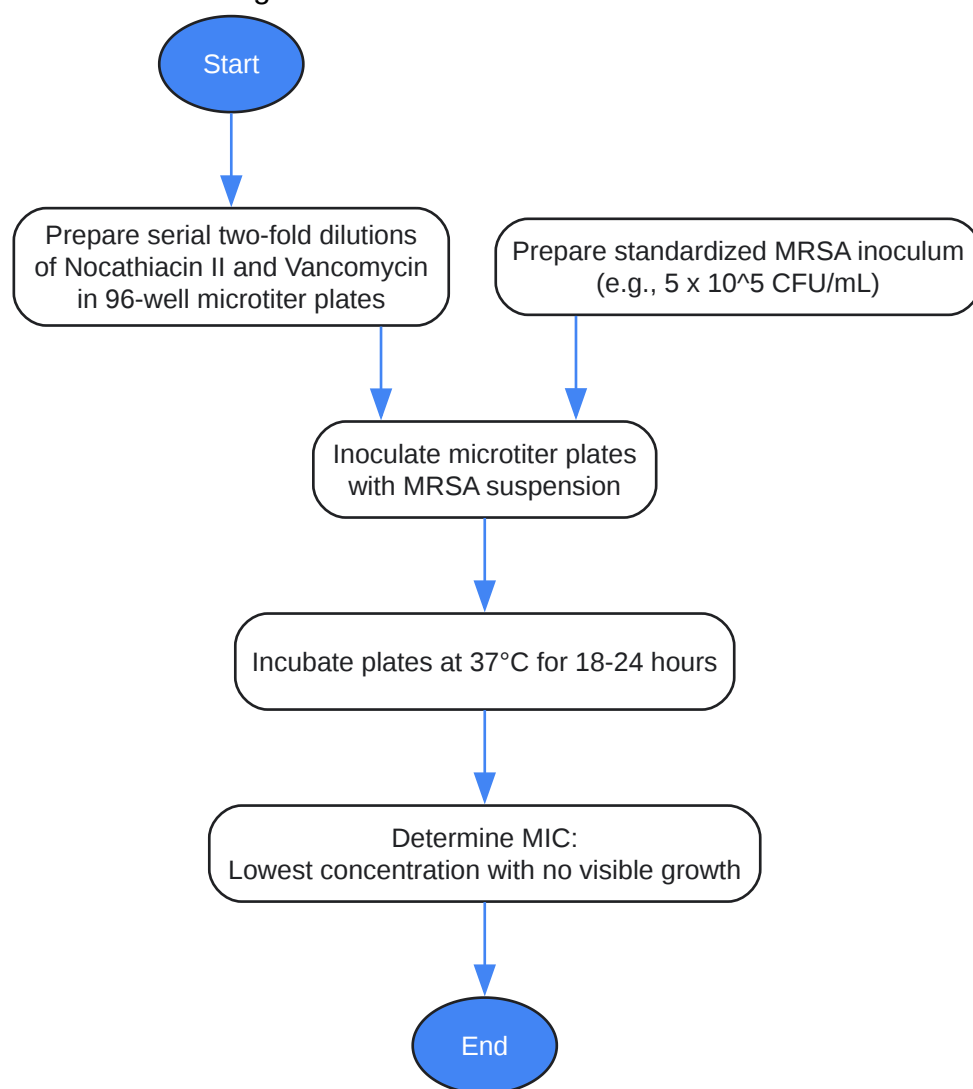 Start
Prepare serial two-fold dilutions
of Nocathiacin II and Vancomycin
in 96-well microtiter plates
Prepare standardized MRSA inoculum
(e.g., 5 x 10^5 CFU/mL)
Inoculate microtiter plates
with MRSA suspension
Incubate plates at 37°C for 18-24 hours
Determine MIC:
Lowest concentration with no visible growth
End